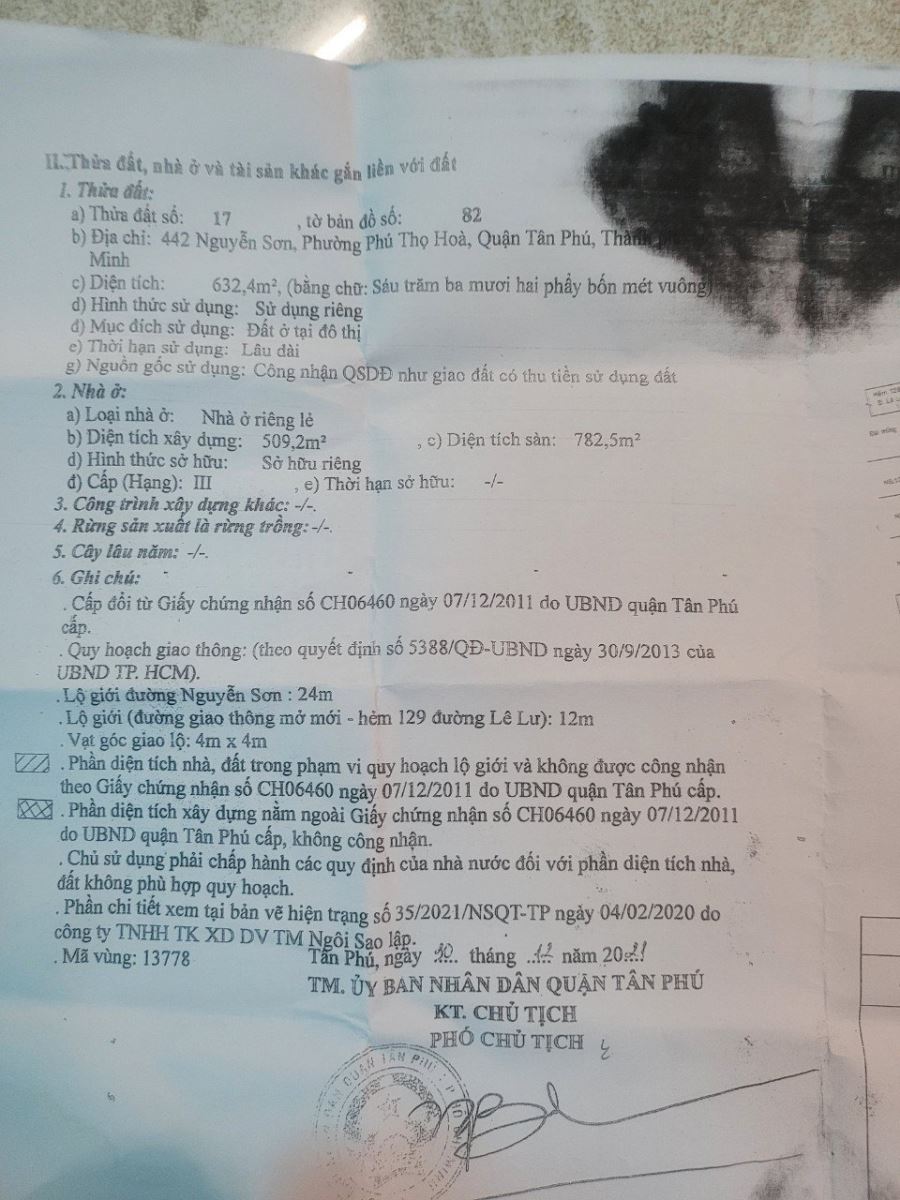 II. Thửa đất, nhà ở và tài sản khác gắn liền với đất
1. Thửa đất:
a) Thửa đất số: 17 , tờ bản đồ số: 82
b) Địa chỉ: 442 Nguyễn Sơn, Phường Phú Thọ Hoà, Quận Tân Phú, Thành
Minh
c) Diện tích: 632,4m², (bằng chữ: Sáu trăm ba mươi hai phẩy bốn mét vuông)
d) Hình thức sử dụng: Sử dụng riêng
đ) Mục đích sử dụng: Đất ở tại đô thị
e) Thời hạn sử dụng: Lâu dài
g) Nguồn gốc sử dụng: Công nhận QSDĐ như giao đất có thu tiền sử dụng đất
2. Nhà ở:
a) Loại nhà ở: Nhà ở riêng lẻ
b) Diện tích xây dựng: 509,2m² , c) Diện tích sàn: 782,5m²
d) Hình thức sở hữu: Sở hữu riêng
đ) Cấp (Hạng): III , e) Thời hạn sở hữu: -/-
3. Công trình xây dựng khác: -/-.
4. Rừng sản xuất là rừng trồng: -/-.
5. Cây lâu năm: -/-.
6. Ghi chú:
. Cấp đổi từ Giấy chứng nhận số CH06460 ngày 07/12/2011 do UBND quận Tân Phú
cấp.
. Quy hoạch giao thông: (theo quyết định số 5388/QĐ-UBND ngày 30/9/2013 của
UBND TP. HCM).
. Lộ giới đường Nguyễn Sơn : 24m
. Lộ giới (đường giao thông mở mới - hẻm 129 đường Lê Lư): 12m
. Vạt góc giao lộ: 4m x 4m
. Phần diện tích nhà, đất trong phạm vi quy hoạch lộ giới và không được công nhận
theo Giấy chứng nhận số CH06460 ngày 07/12/2011 do UBND quận Tân Phú cấp.
. Phần diện tích xây dựng nằm ngoài Giấy chứng nhận số CH06460 ngày 07/12/2011
do UBND quận Tân Phú cấp, không công nhận.
. Chủ sử dụng phải chấp hành các quy định của nhà nước đối với phần diện tích nhà,
đất không phù hợp quy hoạch.
. Phần chi tiết xem tại bản vẽ hiện trạng số 35/2021/NSQT-TP ngày 04/02/2020 do
công ty TNHH TK XD DV TM Ngôi Sao lập.
. Mã vùng: 13778
Tân Phú, ngày tháng 12 năm 2021
TM. ỦY BAN NHÂN DÂN QUẬN TÂN PHÚ
KT. CHỦ TỊCH
PHÓ CHỦ TỊCH